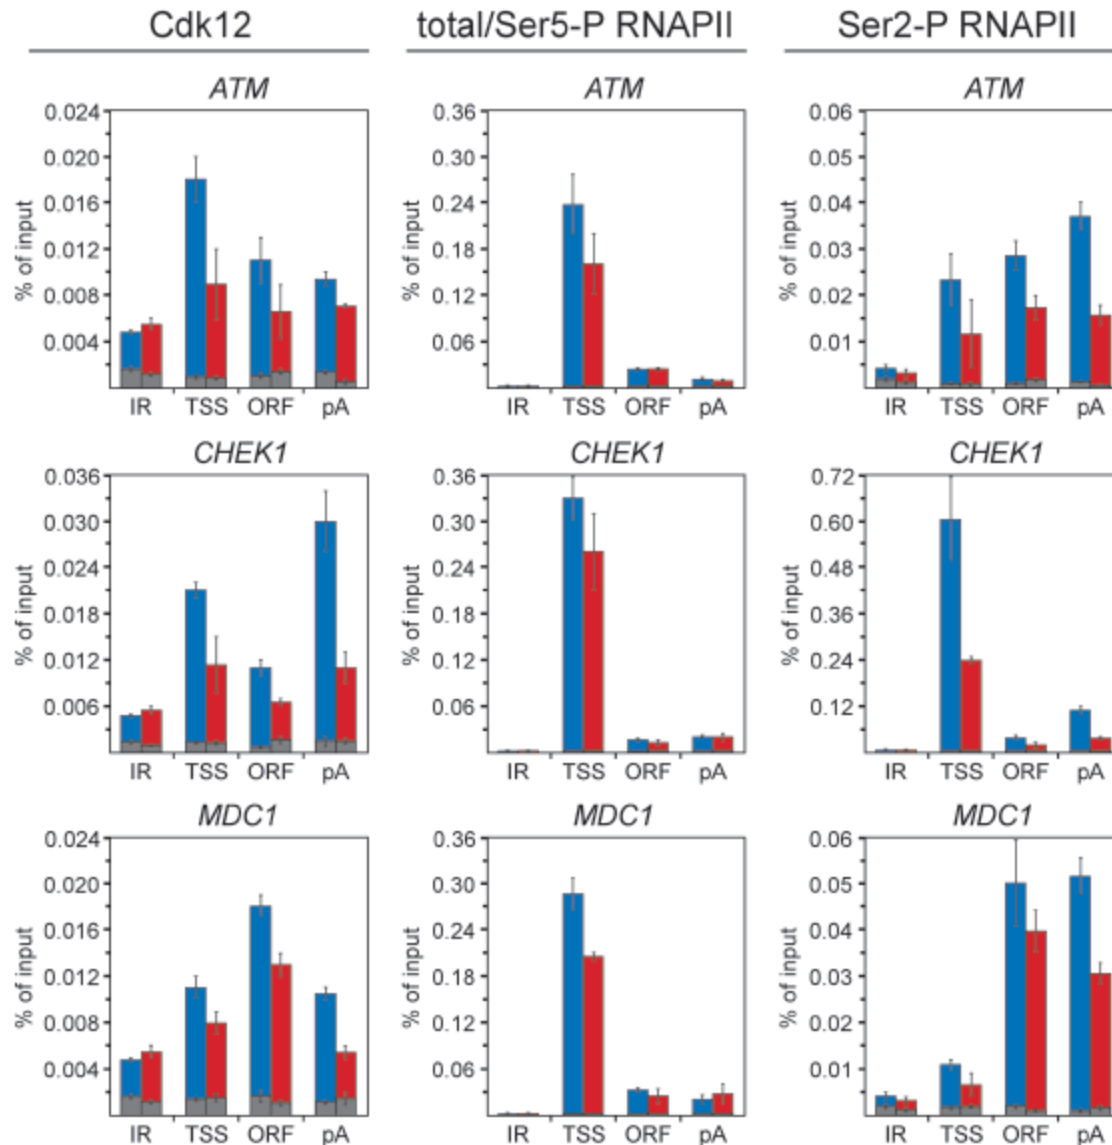 Cdk12 total/Ser5-P RNAPII Ser2-P RNAPII
ATM ATM ATM
0.024 0.36 0.06
0.020 0.30 0.05
0.016 0.24 0.04
0.012 0.18 0.03
0.008 0.12 0.02
0.004 0.06 0.01
% of input % of input % of input
IR TSS ORF pA IR TSS ORF pA IR TSS ORF pA
CHEK1 CHEK1 CHEK1
0.036 0.36 0.72
0.030 0.30 0.60
0.024 0.24 0.48
0.018 0.18 0.36
0.012 0.12 0.24
0.006 0.06 0.12
% of input % of input % of input
IR TSS ORF pA IR TSS ORF pA IR TSS ORF pA
MDC1 MDC1 MDC1
0.024 0.36 0.06
0.020 0.30 0.05
0.016 0.24 0.04
0.012 0.18 0.03
0.008 0.12 0.02
0.004 0.06 0.01
% of input % of input % of input
IR TSS ORF pA IR TSS ORF pA IR TSS ORF pA